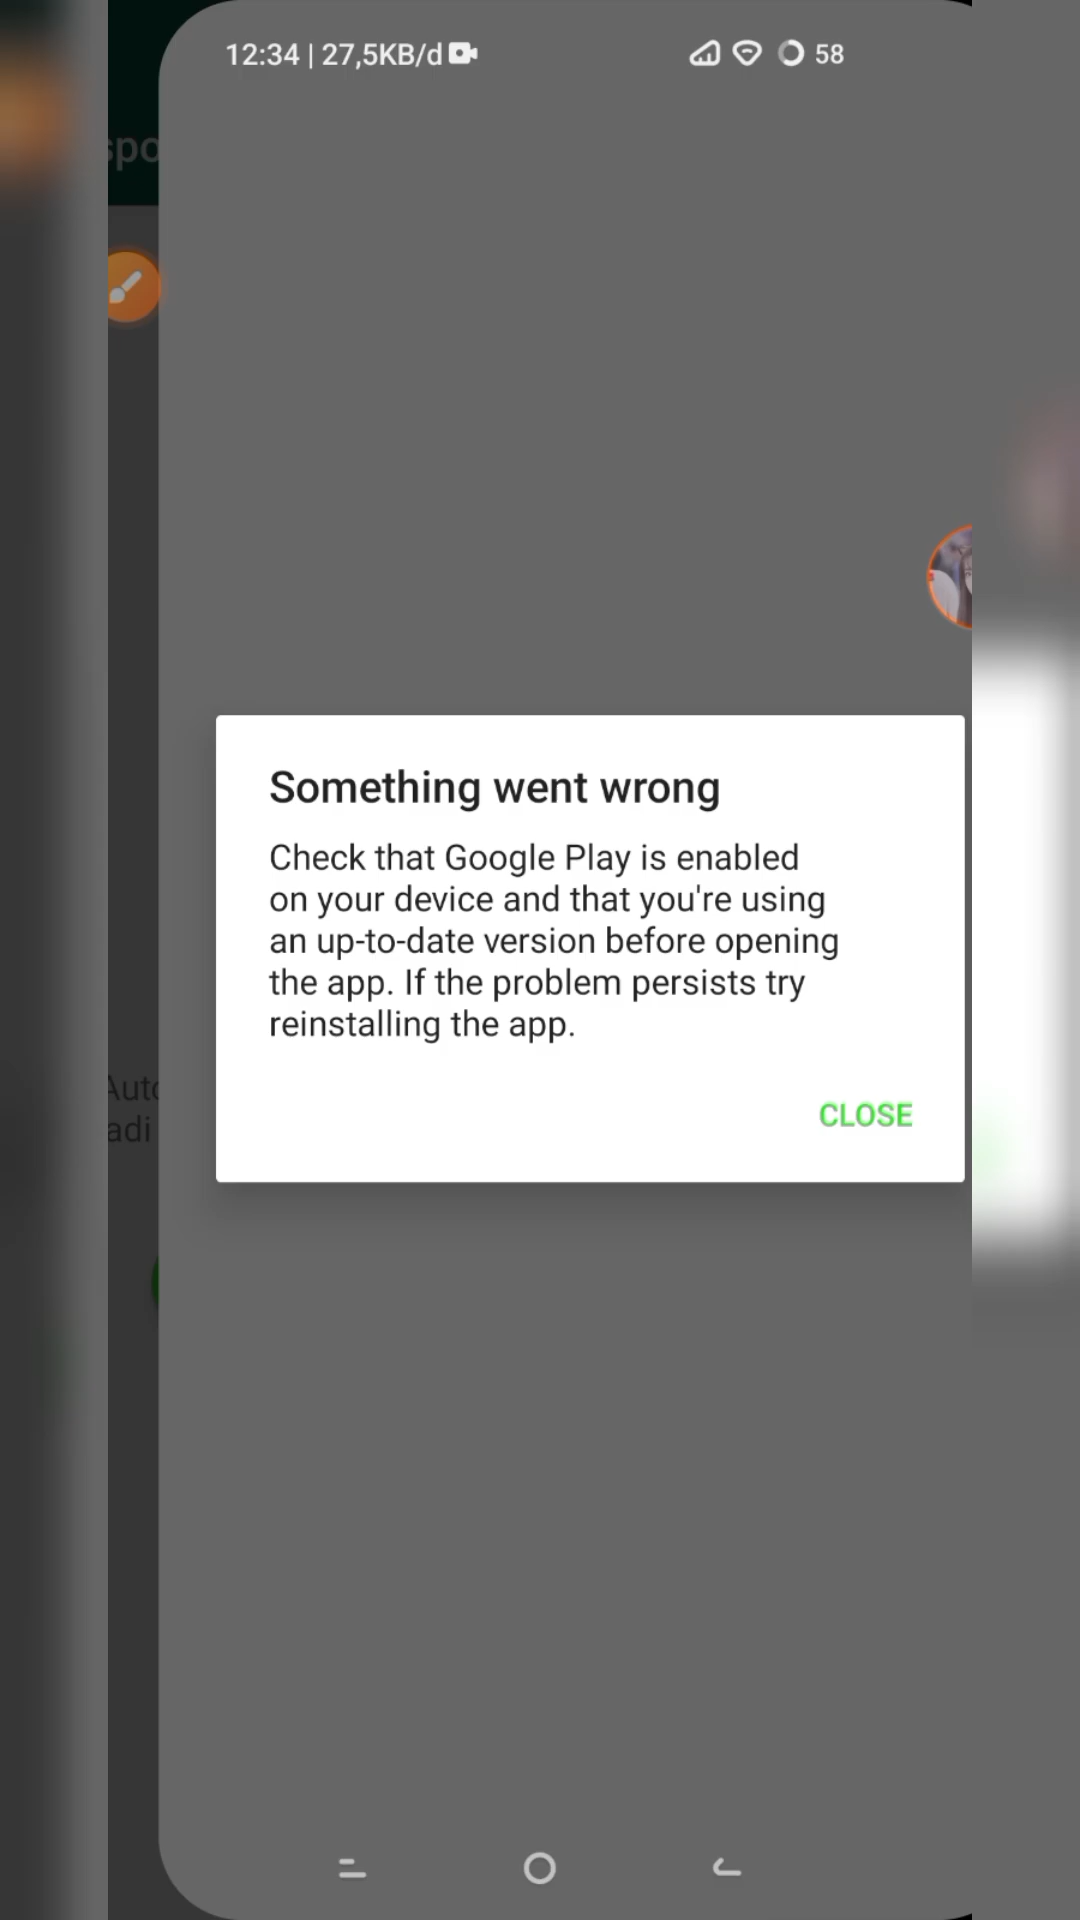 12:34 | 27,5KB/d
58
spo
Something went wrong
Check that Google Play is enabled
on your device and that you're using
an up-to-date version before opening
the app. If the problem persists try
reinstalling the app.
Auto
adi
CLOSE